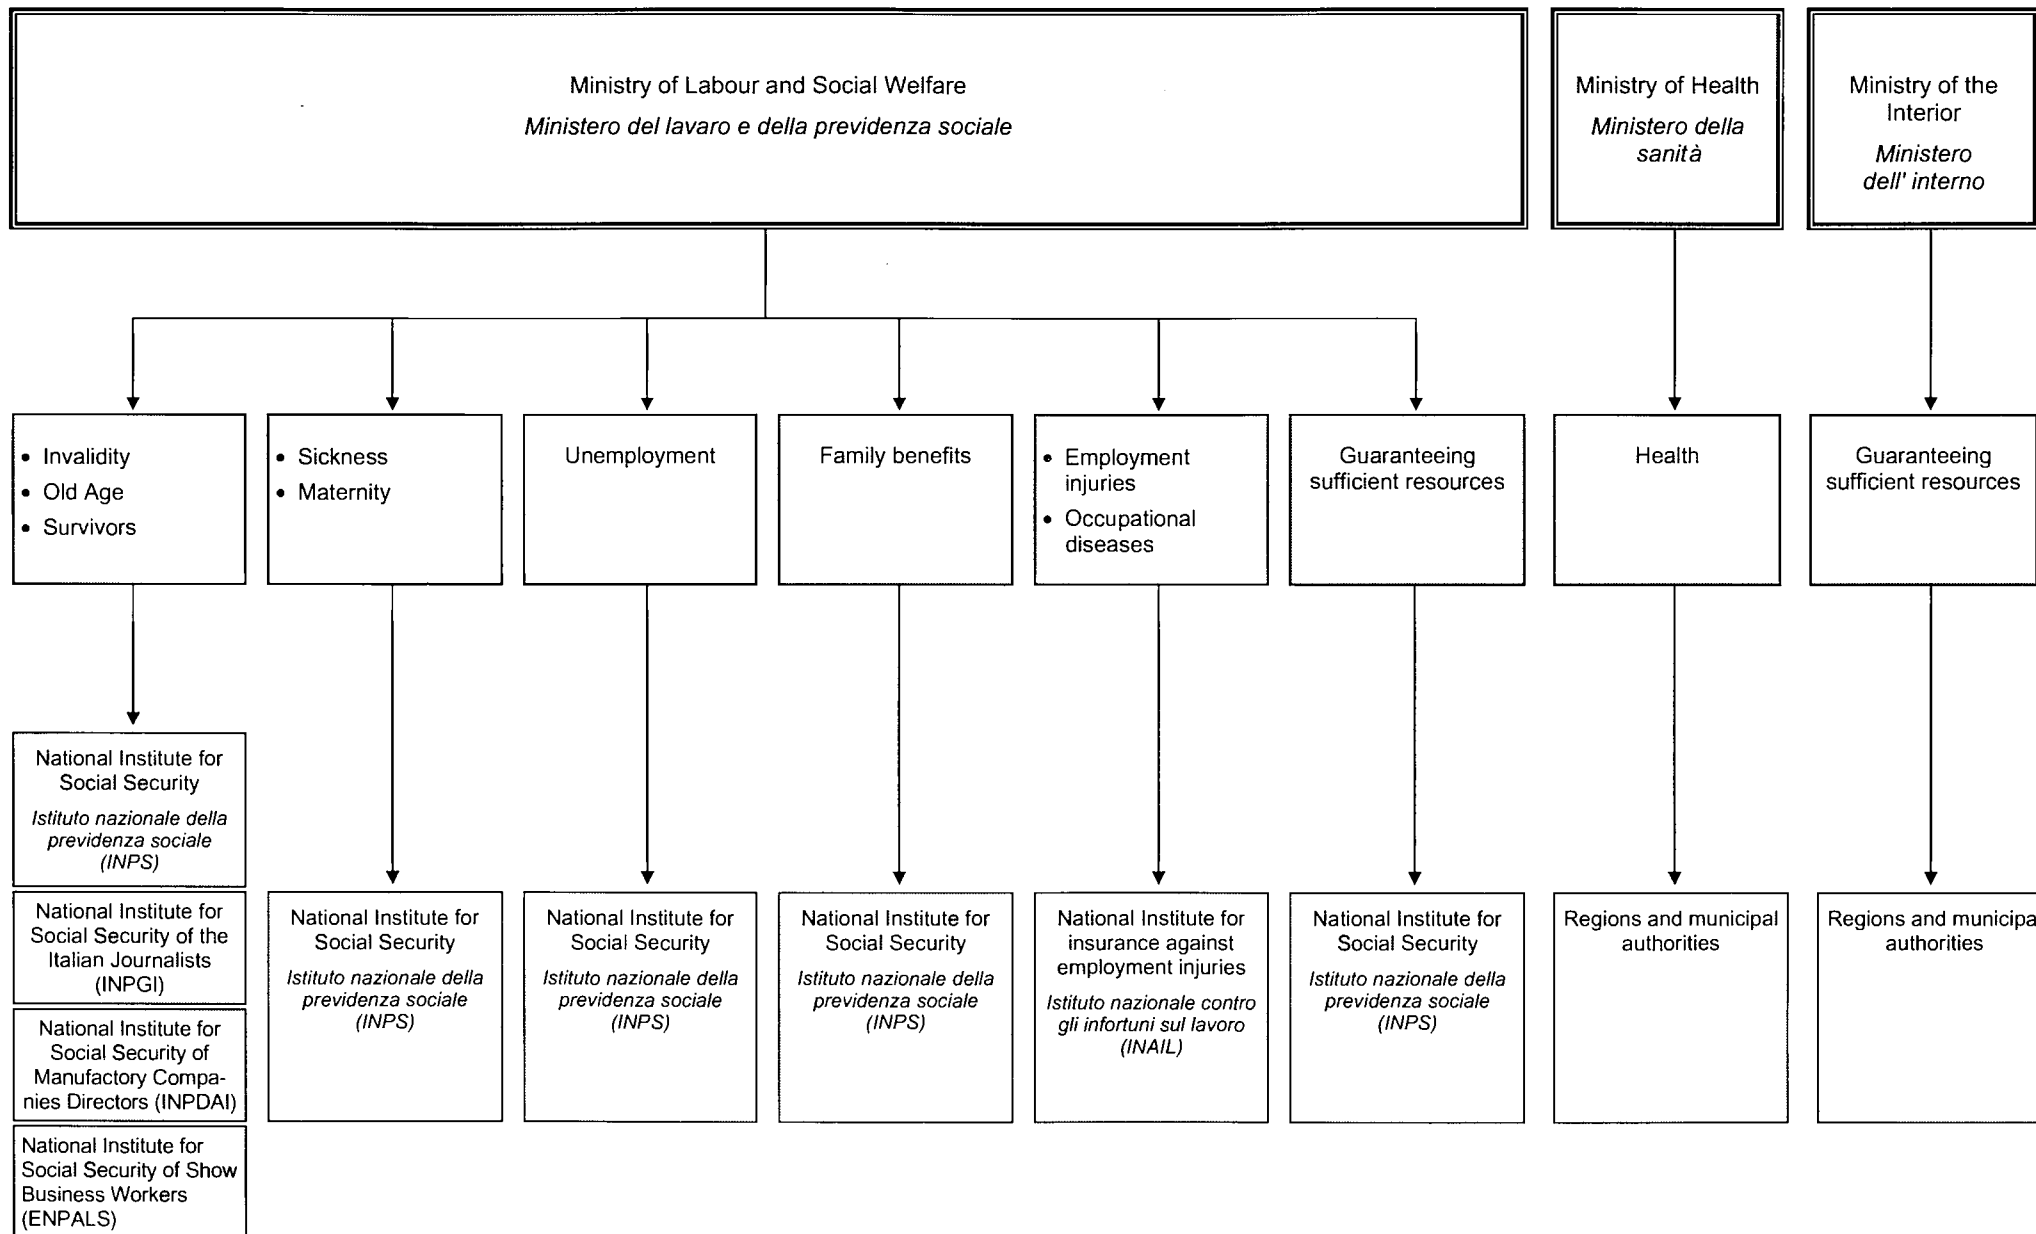 Ministry of Labour and Social Welfare
Ministero del lavaro e della previdenza sociale
Ministry of Health
Ministero della
sanità
Ministry of the
Interior
Ministero
dell' interno
• Invalidity
• Old Age
• Survivors
• Sickness
• Maternity
Unemployment
Family benefits
• Employment
injuries
• Occupational
diseases
Guaranteeing
sufficient resources
Health
Guaranteeing
sufficient resources
National Institute for
Social Security
Istituto nazionale della
previdenza sociale
(INPS)
National Institute for
Social Security of the
Italian Journalists
(INPGI)
National Institute for
Social Security of
Manufactory Compa-
nies Directors (INPDAI)
National Institute for
Social Security of Show
Business Workers
(ENPALS)
National Institute for
Social Security
Istituto nazionale della
previdenza sociale
(INPS)
National Institute for
Social Security
Istituto nazionale della
previdenza sociale
(INPS)
National Institute for
Social Security
Istituto nazionale della
previdenza sociale
(INPS)
National Institute for
insurance against
employment injuries
Istituto nazionale contro
gli infortuni sul lavoro
(INAIL)
National Institute for
Social Security
Istituto nazionale della
previdenza sociale
(INPS)
Regions and municipal
authorities
Regions and municipal
authorities